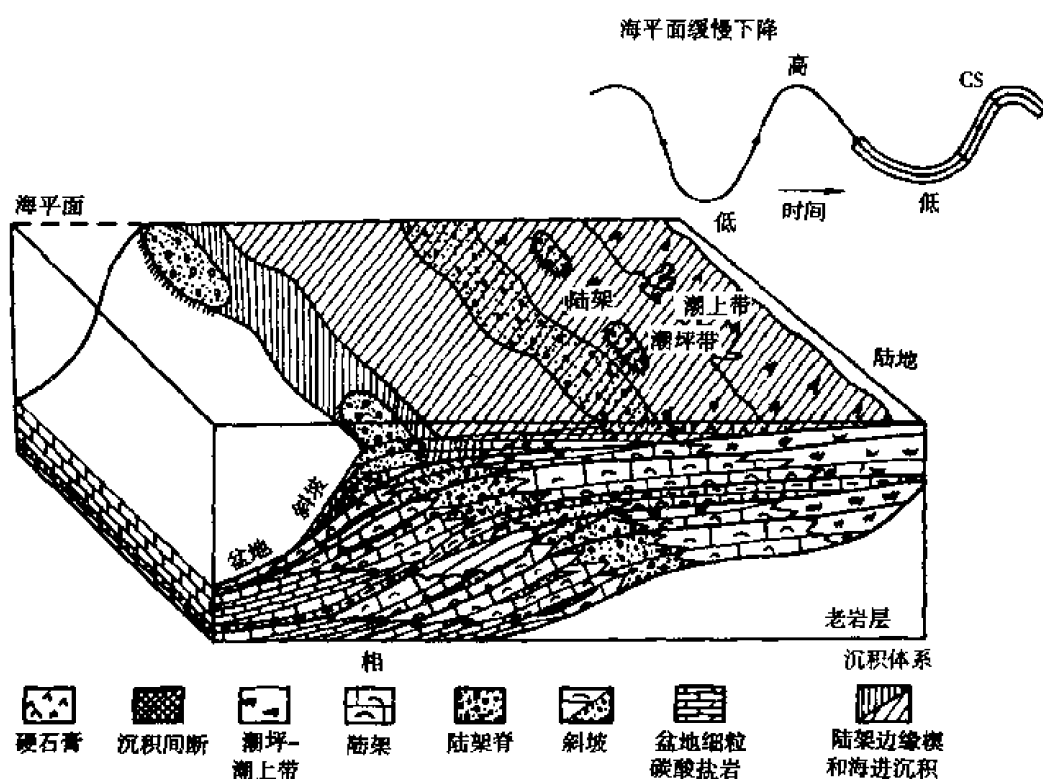 海平面缓慢下降
高
CS
海平面
低
时间
低
陆架
潮上带
潮坪带
陆地
斜坡
盆地
老岩层
相
沉积体系
硬石膏
沉积间断
潮坪-
潮上带
陆架
陆架脊
斜坡
盆地细粒
碳酸盐岩
陆架边缘楔
和海进沉积